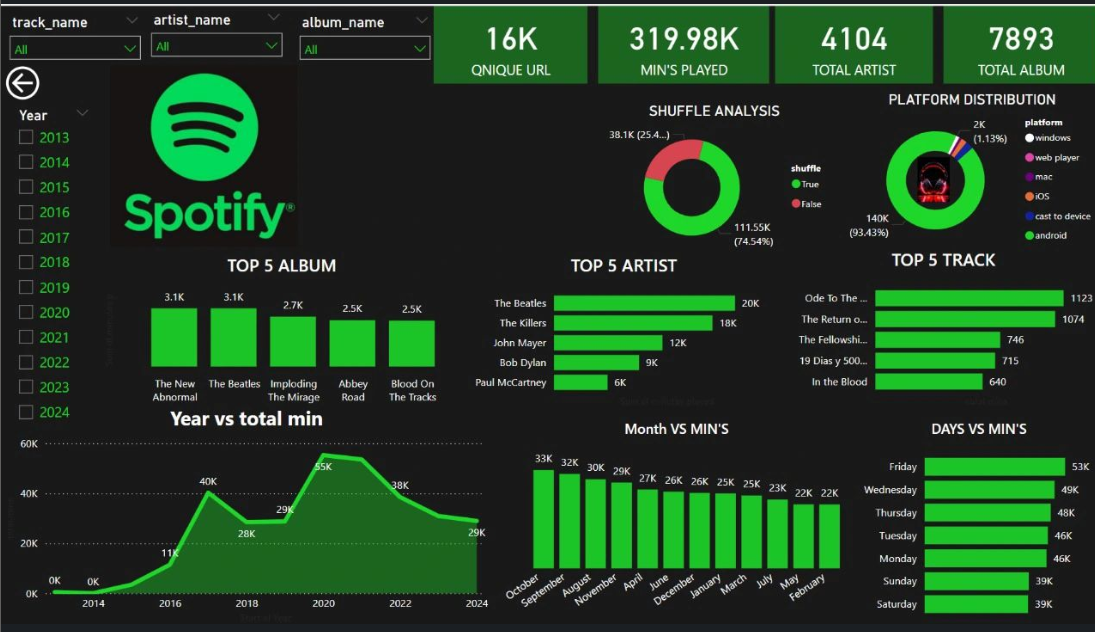 track_name
All
artist_name
All
album_name
All
16K
QNIQUE URL
319.98K
MIN'S PLAYED
4104
TOTAL ARTIST
7893
TOTAL ALBUM
Year
2013
2014
2015
2016
2017
2018
2019
2020
2021
2022
2023
2024
Spotify®
SHUFFLE ANALYSIS
38.1K (25.4...)
111.55K
(74.54%)
shuffle
True
False
PLATFORM DISTRIBUTION
2K
(1.13%)
140K
(93.43%)
platform
windows
web player
mac
iOS
cast to device
android
TOP 5 ALBUM
3.1K
3.1K
2.7K
2.5K
2.5K
The New
Abnormal
The Beatles
Imploding
The Mirage
Abbey
Road
Blood On
The Tracks
TOP 5 ARTIST
The Beatles 20K
The Killers 18K
John Mayer 12K
Bob Dylan 9K
Paul McCartney 6K
TOP 5 TRACK
Ode To The ... 1123
The Return o... 1074
The Fellowshi... 746
19 Dias y 500... 715
In the Blood 640
Year vs total min
60K
40K
20K
0K
0K
0K
11K
40K
28K
29K
55K
38K
29K
2014
2016
2018
2020
2022
2024
Month VS MIN'S
33K
32K
30K
29K
27K
26K
26K
25K
25K
23K
22K
22K
October
September
August
November
April
June
December
January
March
July
May
February
DAYS VS MIN'S
Friday 53K
Wednesday 49K
Thursday 48K
Tuesday 46K
Monday 46K
Sunday 39K
Saturday 39K